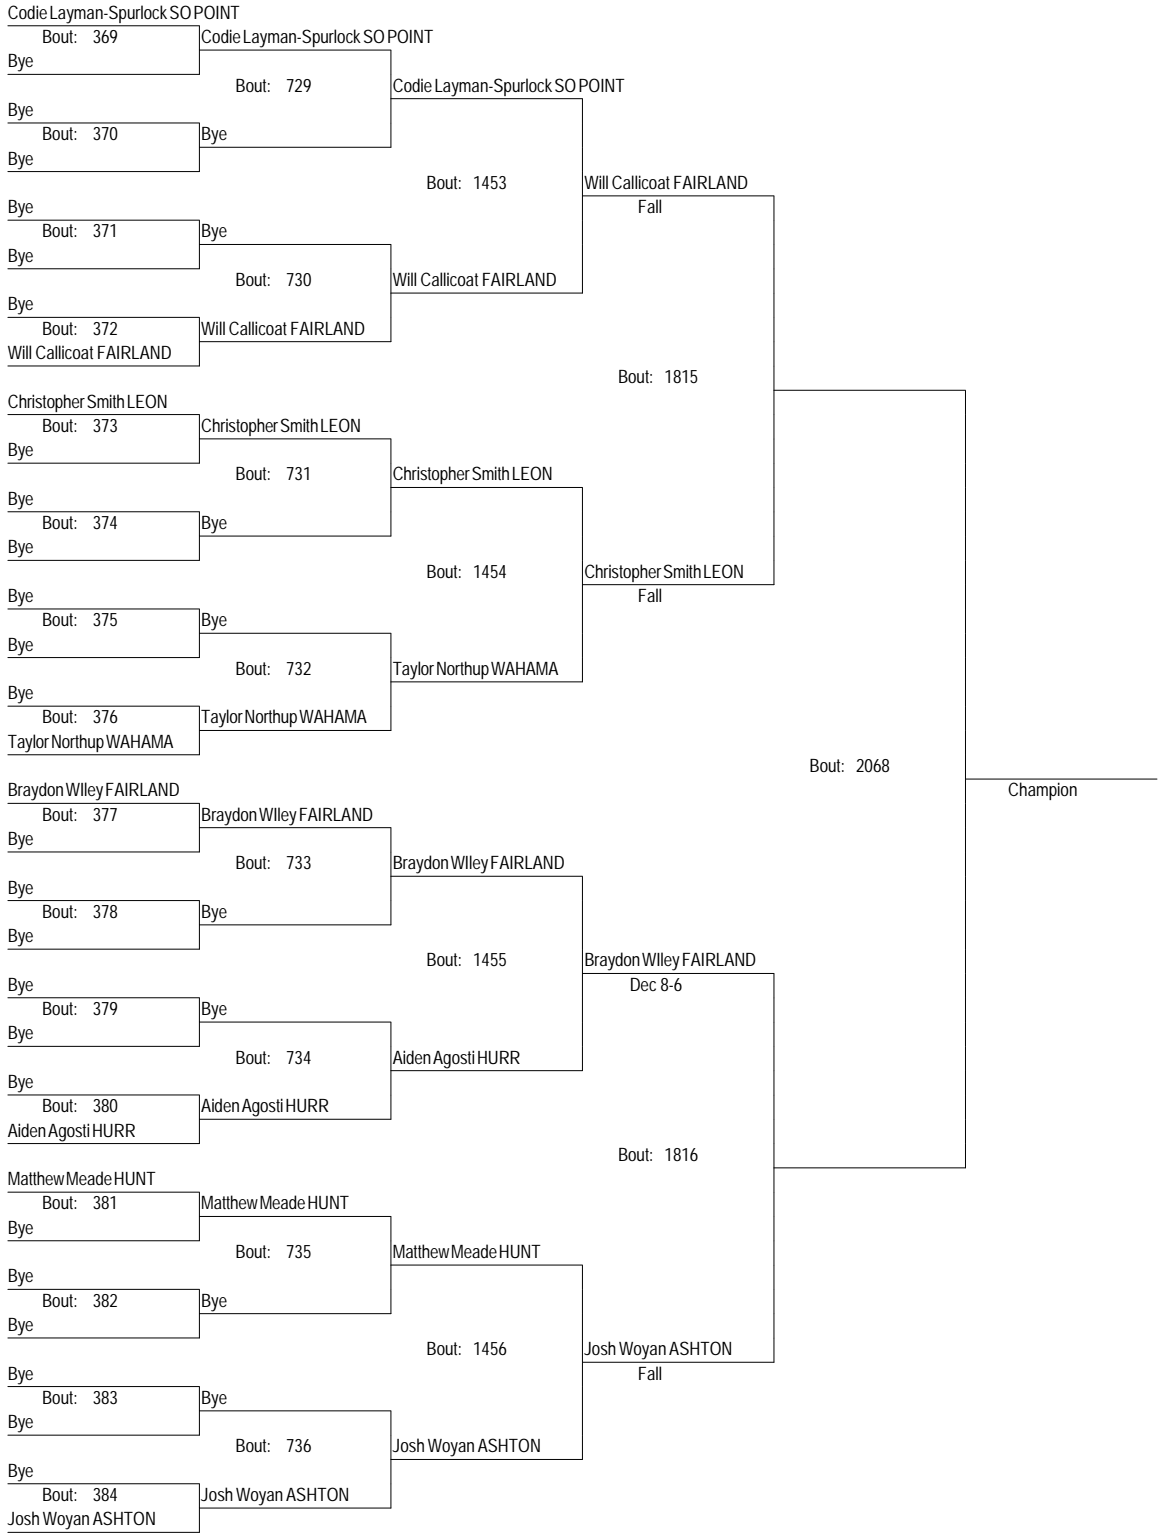 Codie Layman-Spurlock SO POINT
Bout: 369
Codie Layman-Spurlock SO POINT
Bye
Bout: 729
Codie Layman-Spurlock SO POINT
Bye
Bout: 370
Bye
Bye
Bout: 1453
Will Callicoat FAIRLAND
Fall
Bye
Bout: 371
Bye
Bye
Bout: 730
Will Callicoat FAIRLAND
Bye
Bout: 372
Will Callicoat FAIRLAND
Will Callicoat FAIRLAND
Bout: 1815
Christopher Smith LEON
Bout: 373
Christopher Smith LEON
Bye
Bout: 731
Christopher Smith LEON
Bye
Bout: 374
Bye
Bye
Bout: 1454
Christopher Smith LEON
Fall
Bye
Bout: 375
Bye
Bye
Bout: 732
Taylor Northup WAHAMA
Bye
Bout: 376
Taylor Northup WAHAMA
Taylor Northup WAHAMA
Bout: 2068
Champion
Braydon WIley FAIRLAND
Bout: 377
Braydon WIley FAIRLAND
Bye
Bout: 733
Braydon WIley FAIRLAND
Bye
Bout: 378
Bye
Bye
Bout: 1455
Braydon WIley FAIRLAND
Dec 8-6
Bye
Bout: 379
Bye
Bye
Bout: 734
Aiden Agosti HURR
Bye
Bout: 380
Aiden Agosti HURR
Aiden Agosti HURR
Bout: 1816
Matthew Meade HUNT
Bout: 381
Matthew Meade HUNT
Bye
Bout: 735
Matthew Meade HUNT
Bye
Bout: 382
Bye
Bye
Bout: 1456
Josh Woyan ASHTON
Fall
Bye
Bout: 383
Bye
Bye
Bout: 736
Josh Woyan ASHTON
Bye
Bout: 384
Josh Woyan ASHTON
Josh Woyan ASHTON